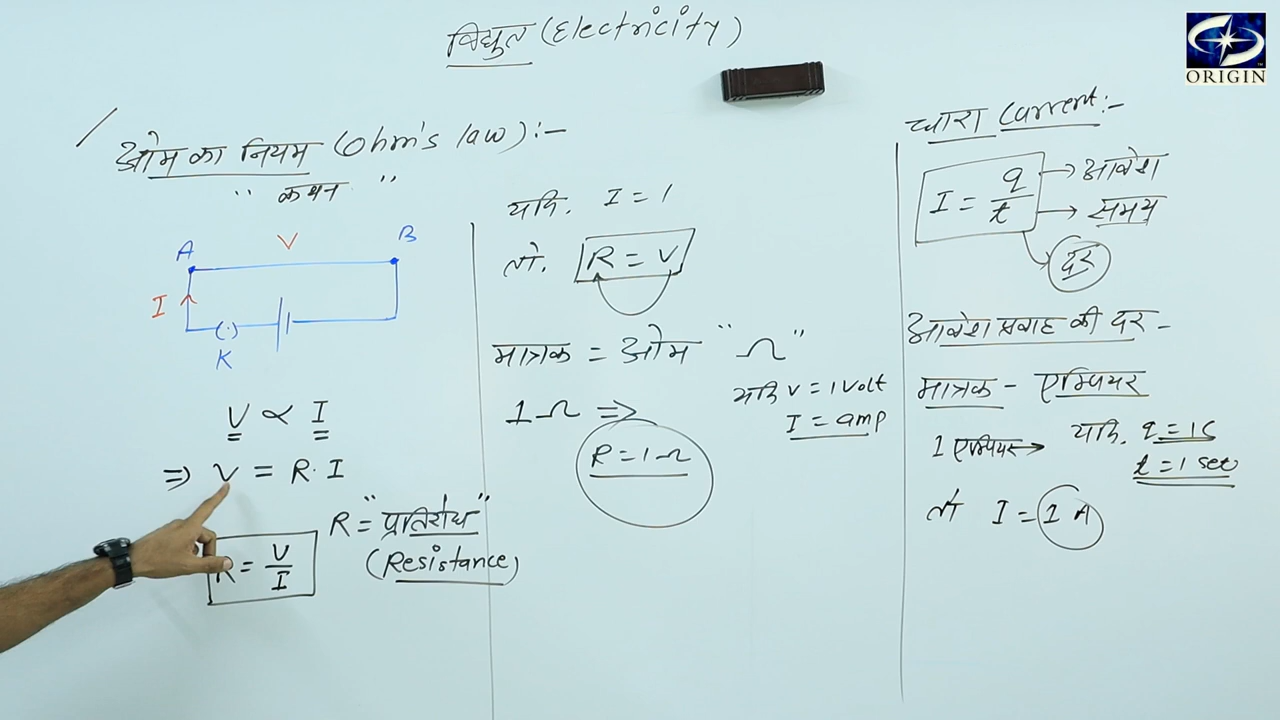 विद्युत (Electricity)
ORIGIN
ओम का नियम (Ohm's law) :-
" कथन "
A V B
I
K
V ∝ I
=> V = R·I
R = V/I
R = "प्रतिरोध"
(Resistance)
यदि. I = 1
तो. R = V
मात्रक = ओम "Ω"
यदि V = 1 Volt
I = amp
1Ω =>
R = 1Ω
धारा Current :-
I = q/t → आवेश
→ समय
दर
आवेश प्रवाह की दर -
मात्रक - एम्पियर
1 एम्पियर → यदि. q = 1C
t = 1 sec
तो I = 1 A